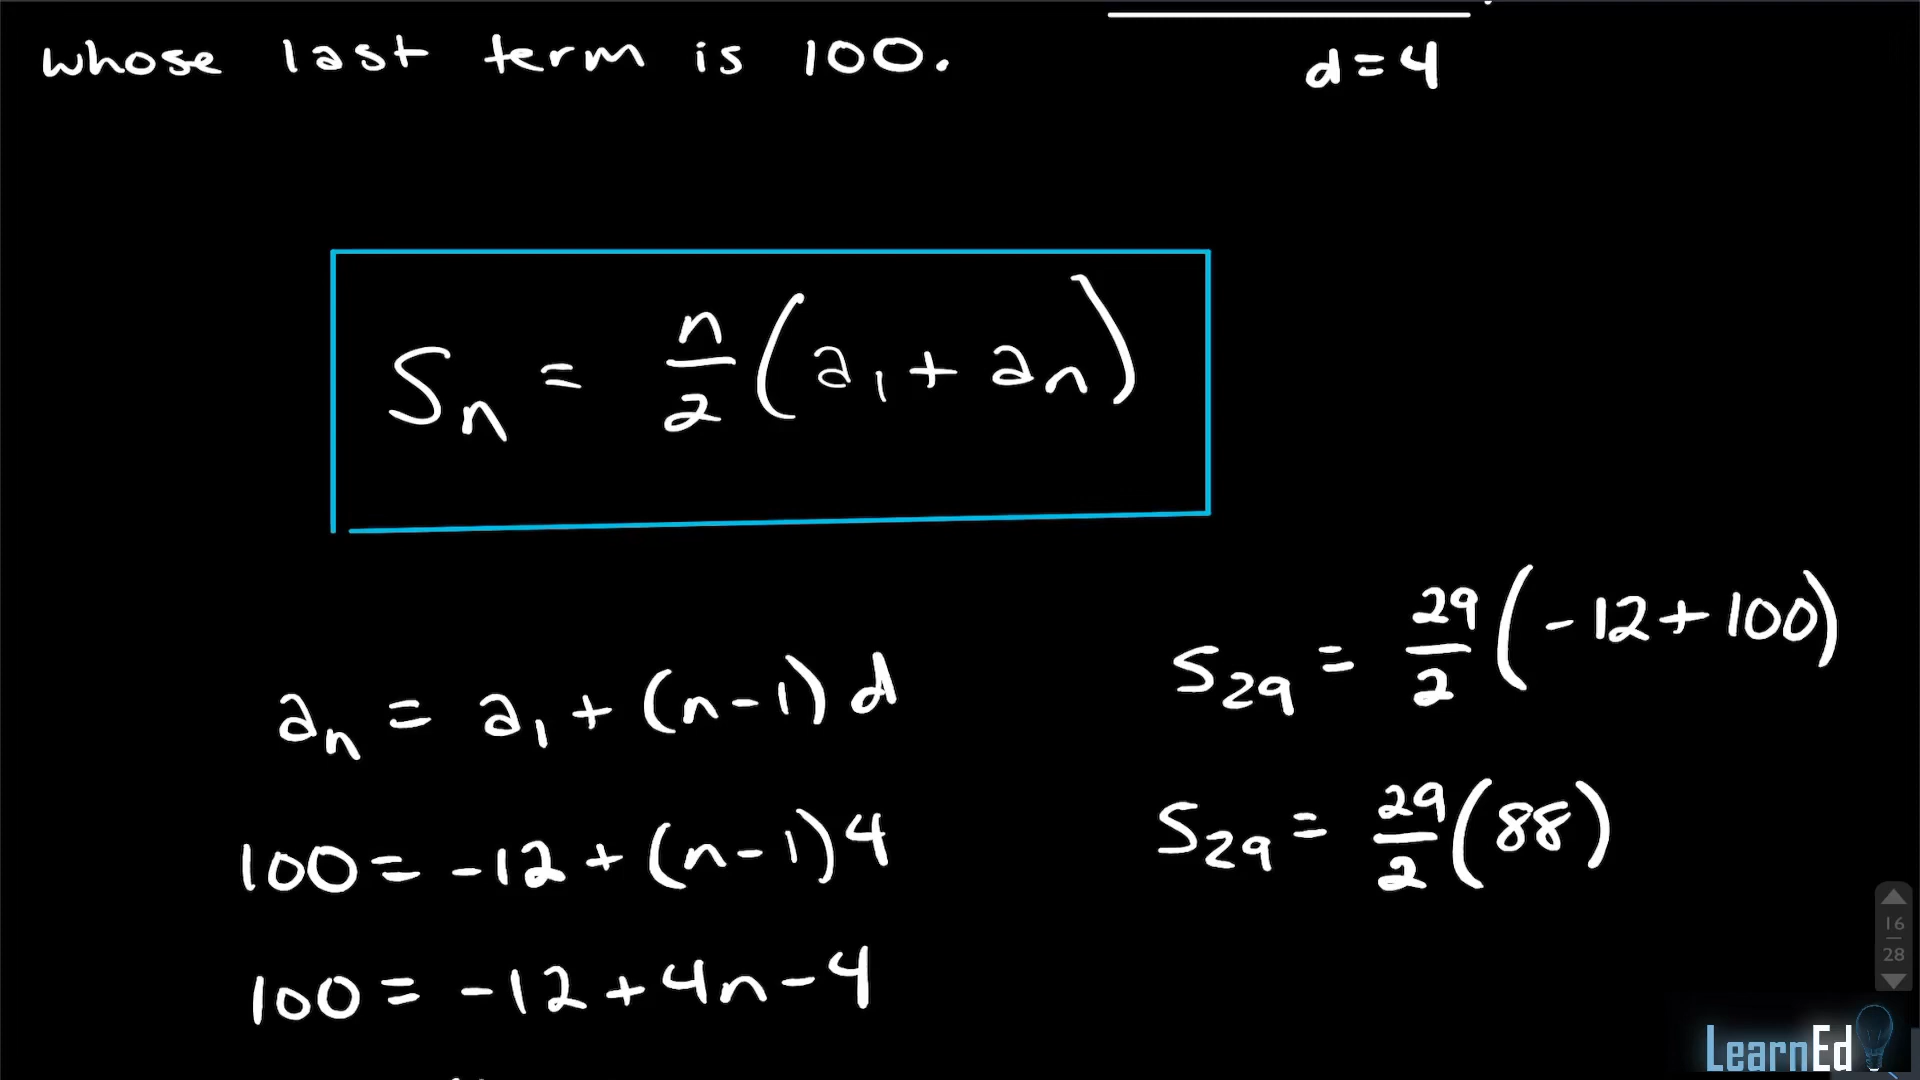 whose last term is 100.
d=4
Sn = n/2 (a₁ + an)
an = a₁ + (n-1) d
100 = -12 + (n-1) 4
100 = -12 + 4n - 4
S29 = 29/2 (-12 + 100)
S29 = 29/2 (88)
16
28
LearnEd